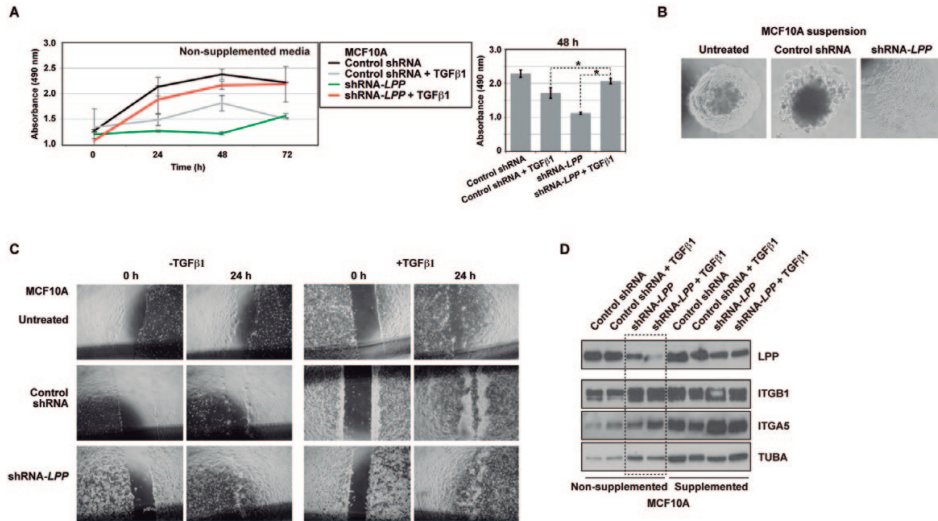 A
Non-supplemented media
Absorbance (490 nm)
3.0
2.5
2.0
1.5
1.0
0
24
48
72
Time (h)
MCF10A
Control shRNA
Control shRNA + TGFβ1
shRNA-LPP
shRNA-LPP + TGFβ1
48 h
Absorbance (490 nm)
3.0
2.5
2.0
1.5
1.0
0
*
*
Control shRNA
Control shRNA + TGFβ1
shRNA-LPP
shRNA-LPP + TGFβ1
B
MCF10A suspension
Untreated
Control shRNA
shRNA-LPP
C
-TGFβ1
+TGFβ1
0 h
24 h
0 h
24 h
MCF10A
Untreated
Control
shRNA
shRNA-LPP
D
Control shRNA
Control shRNA + TGFβ1
shRNA-LPP
shRNA-LPP + TGFβ1
Control shRNA
Control shRNA + TGFβ1
shRNA-LPP
shRNA-LPP + TGFβ1
LPP
ITGB1
ITGA5
TUBA
Non-supplemented
Supplemented
MCF10A